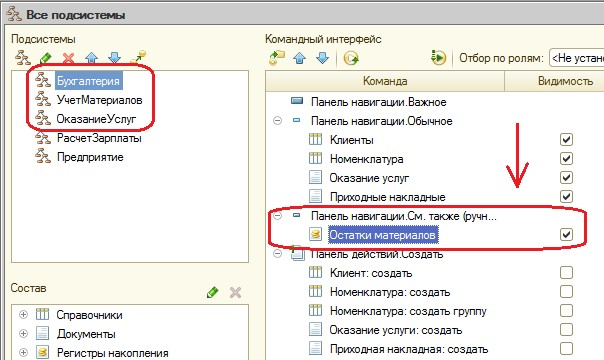 Все подсистемы
Подсистемы
Бухгалтерия
УчетМатериалов
ОказаниеУслуг
РасчетЗарплаты
Предприятие
Состав
Справочники
Документы
Регистры накопления
Командный интерфейс
Отбор по ролям: <Не устано
Команда Видимость
Панель навигации.Важное
Панель навигации.Обычное
Клиенты
Номенклатура
Оказание услуг
Приходные накладные
Панель навигации.См. также (ручн...
Остатки материалов
Панель действий.Создать
Клиент: создать
Номенклатура: создать
Номенклатура: создать группу
Оказание услуги: создать
Приходная накладная: создать